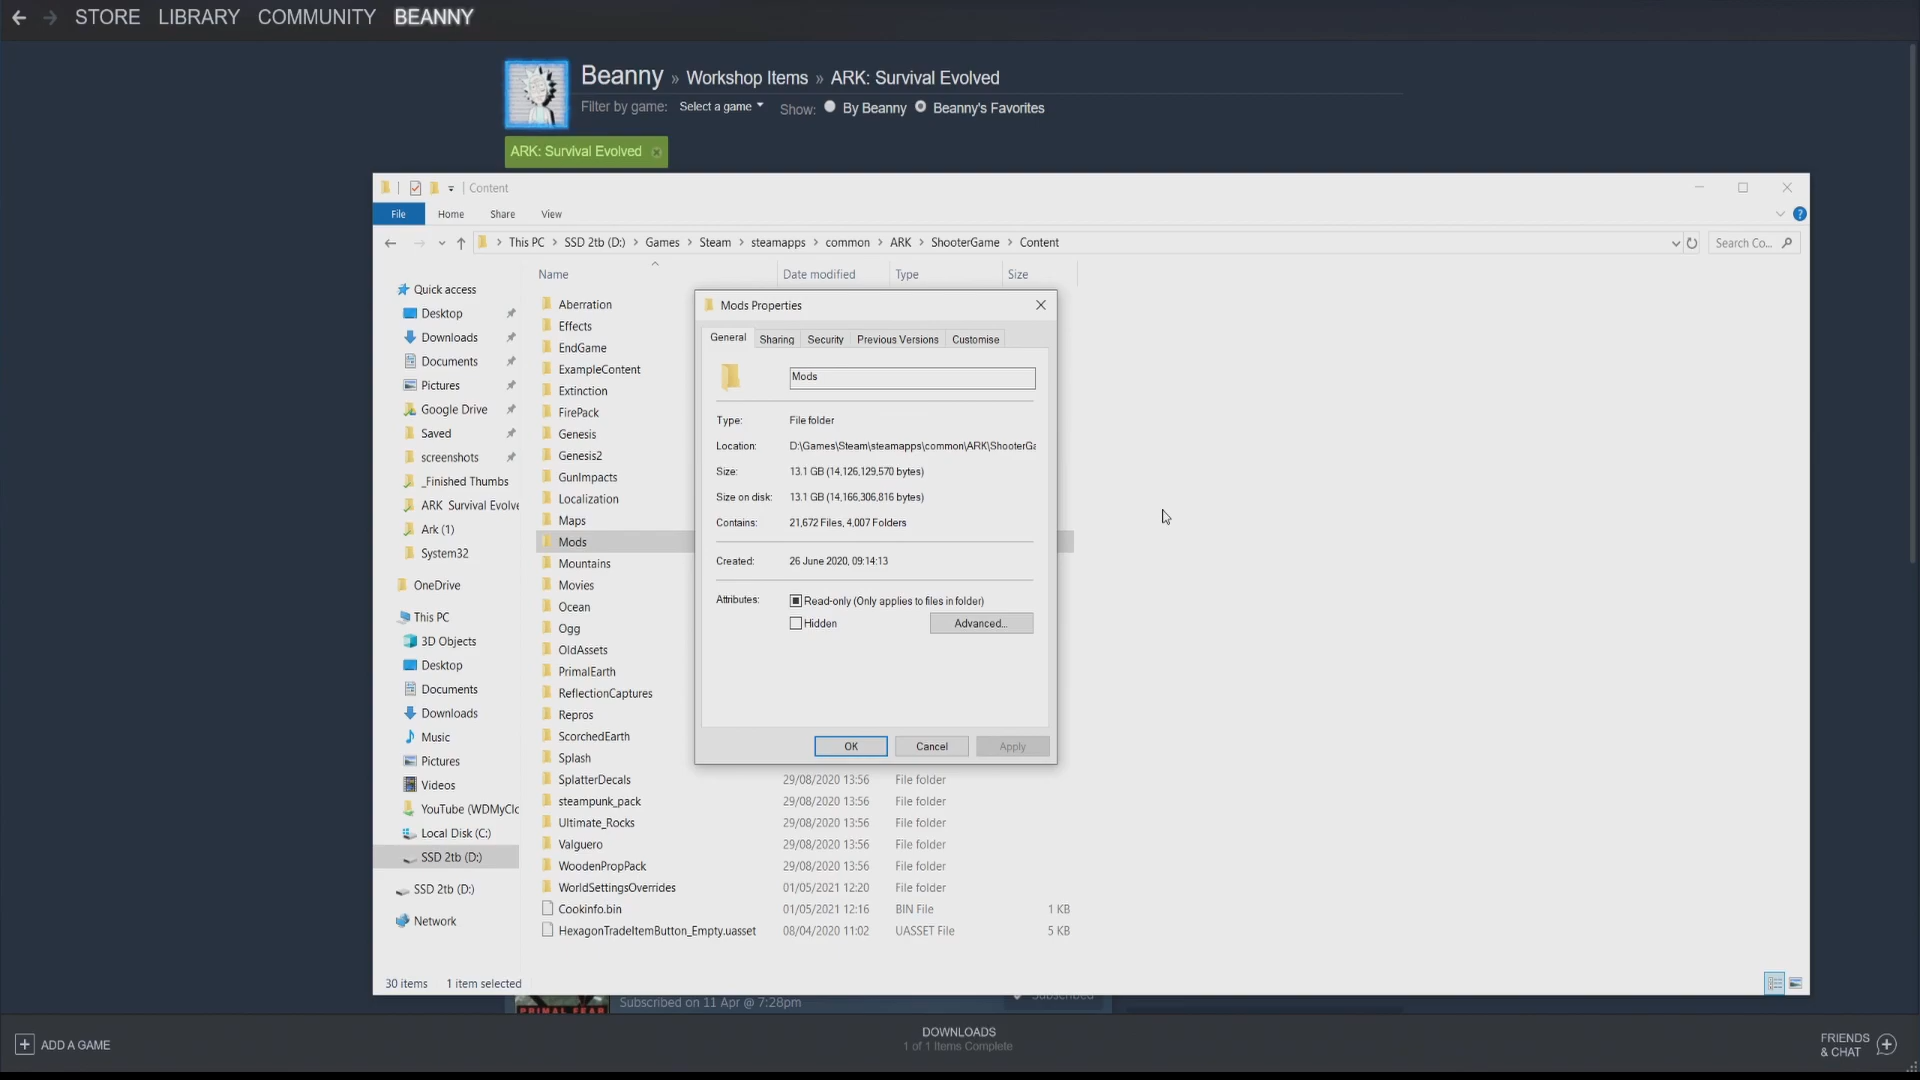 STORE LIBRARY COMMUNITY BEANNY
Beanny » Workshop Items » ARK: Survival Evolved
Filter by game: Select a game Show: By Beanny Beanny's Favorites
ARK: Survival Evolved
Content
File Home Share View
This PC > SSD 2tb (D:) > Games > Steam > steamapps > common > ARK > ShooterGame > Content
Search Co...
Name Date modified Type Size
Quick access
Desktop
Downloads
Documents
Pictures
Google Drive
Saved
screenshots
_Finished Thumbs
ARK Survival Evolve
Ark (1)
System32
OneDrive
This PC
3D Objects
Desktop
Documents
Downloads
Music
Pictures
Videos
YouTube (WDMyClo
Local Disk (C:)
SSD 2tb (D:)
SSD 2tb (D:)
Network
Aberration
Effects
EndGame
ExampleContent
Extinction
FirePack
Genesis
Genesis2
GunImpacts
Localization
Maps
Mods
Mountains
Movies
Ocean
Ogg
OldAssets
PrimalEarth
ReflectionCaptures
Repros
ScorchedEarth
Splash
SplatterDecals 29/08/2020 13:56 File folder
steampunk_pack 29/08/2020 13:56 File folder
Ultimate_Rocks 29/08/2020 13:56 File folder
Valguero 29/08/2020 13:56 File folder
WoodenPropPack 29/08/2020 13:56 File folder
WorldSettingsOverrides 01/05/2021 12:20 File folder
Cookinfo.bin 01/05/2021 12:16 BIN File 1 KB
HexagonTradeItemButton_Empty.uasset 08/04/2020 11:02 UASSET File 5 KB
Mods Properties
General Sharing Security Previous Versions Customise
Mods
Type: File folder
Location: D:\Games\Steam\steamapps\common\ARK\ShooterGa
Size: 13.1 GB (14,126,129,570 bytes)
Size on disk: 13.1 GB (14,166,306,816 bytes)
Contains: 21,672 Files, 4,007 Folders
Created: 26 June 2020, 09:14:13
Attributes: Read-only (Only applies to files in folder)
Hidden Advanced...
OK Cancel Apply
30 items 1 item selected
Subscribed on 11 Apr @ 7:28pm
Subscribed
PRIMAL FEAR
ADD A GAME
DOWNLOADS
1 of 1 Items Complete
FRIENDS
& CHAT